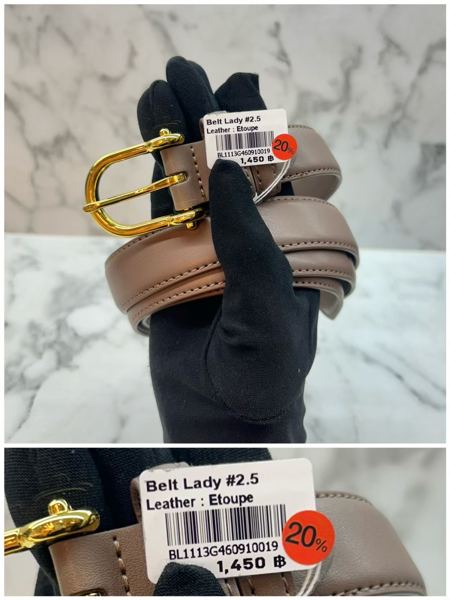 Belt Lady #2.5
Leather : Etoupe
BL1113G460910019
1,450 ฿
20%
Belt Lady #2.5
Leather : Etoupe
BL1113G460910019
1,450 ฿
20%